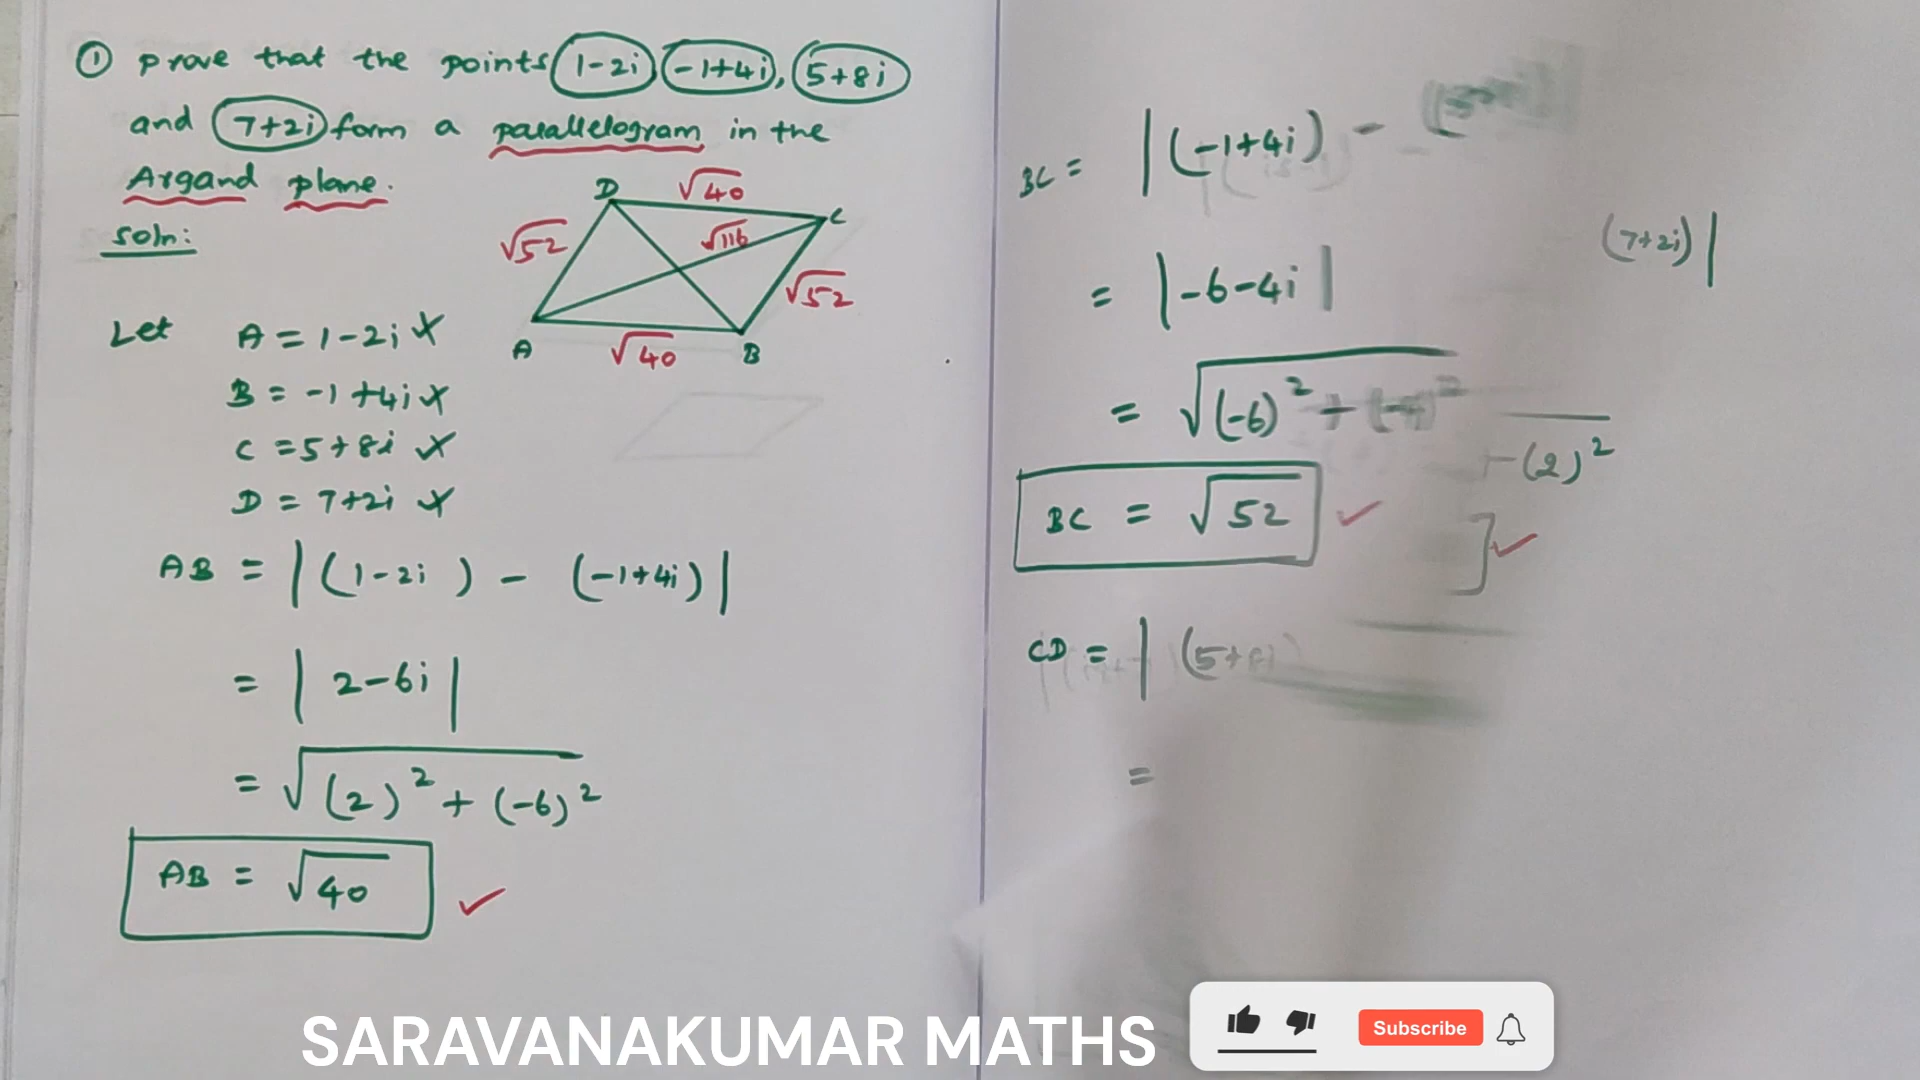 ① prove that the points 1-2i, -1+4i, 5+8i
and 7+2i form a parallelogram in the
Argand plane.
soln:
D √40 C
√52 √116 √52
A √40 B
Let A = 1-2i
B = -1+4i
C = 5+8i
D = 7+2i
AB = |(1-2i) - (-1+4i)|
= |2-6i|
= √(2)² + (-6)²
AB = √40 ✓
BC = |(-1+4i) -
(7+2i)|
= |-6-4i|
= √(-6)² +
(2)²
BC = √52 ✓
✓
CD = | (5+8i)
=
SARAVANAKUMAR MATHS
Subscribe